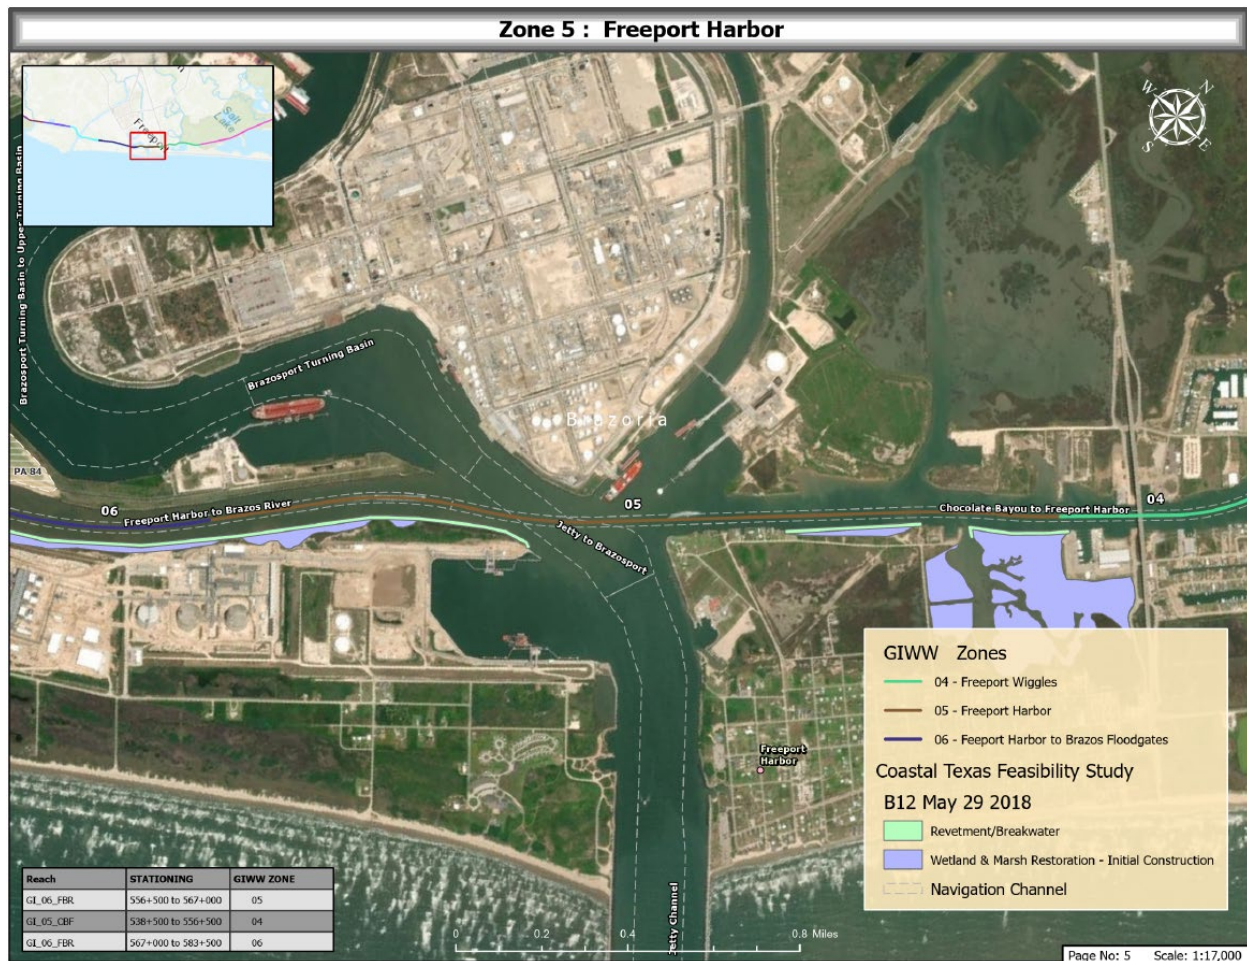 Zone 5 : Freeport Harbor
Freeport
Salt
Lake
W
N
S
E
Brazosport Turning Basin to Upper Turning Basin
Brazosport Turning Basin
Brazoria
PA 84
06
Freeport Harbor to Brazos River
05
04
Chocolate Bayou to Freeport Harbor
Jetty to Brazosport
Freeport
Harbor
Jetty Channel
GIWW Zones
04 - Freeport Wiggles
05 - Freeport Harbor
06 - Feeport Harbor to Brazos Floodgates
Coastal Texas Feasibility Study
B12 May 29 2018
Revetment/Breakwater
Wetland & Marsh Restoration - Initial Construction
Navigation Channel
Reach STATIONING GIWW ZONE
GI_06_FBR 556+500 to 567+000 05
GI_05_CBF 538+500 to 556+500 04
GI_06_FBR 567+000 to 583+500 06
0 0.2 0.4 0.8 Miles
Page No: 5 Scale: 1:17,000